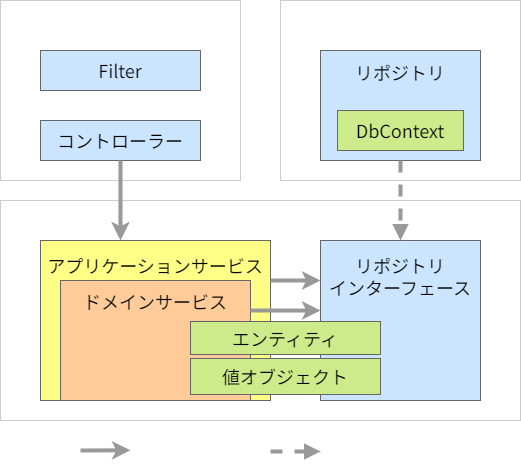 Filter
コントローラー
リポジトリ
DbContext
アプリケーションサービス
ドメインサービス
リポジトリ
インターフェース
エンティティ
値オブジェクト